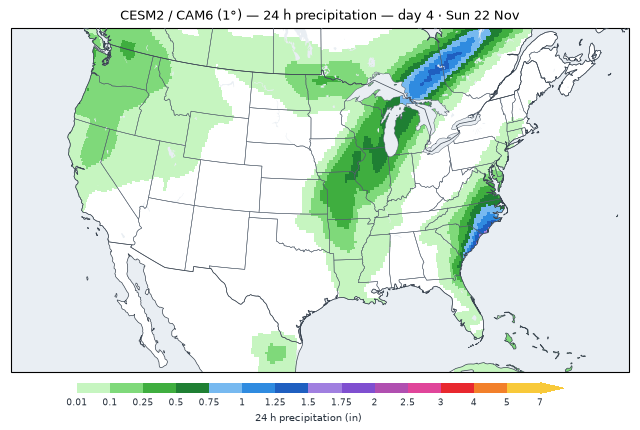 CESM2 / CAM6 (1°) — 24 h precipitation — day 4 · Sun 22 Nov
0.01 0.1 0.25 0.5 0.75 1 1.25 1.5 1.75 2 2.5 3 4 5 7
24 h precipitation (in)